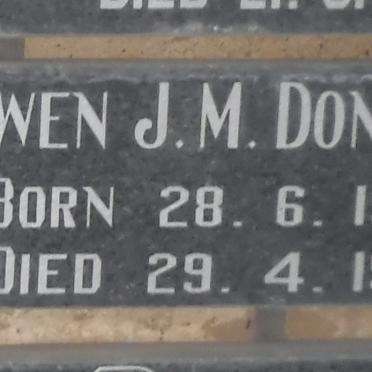 WEN J. M. DON
BORN 28. 6. 1
DIED 29. 4. 19